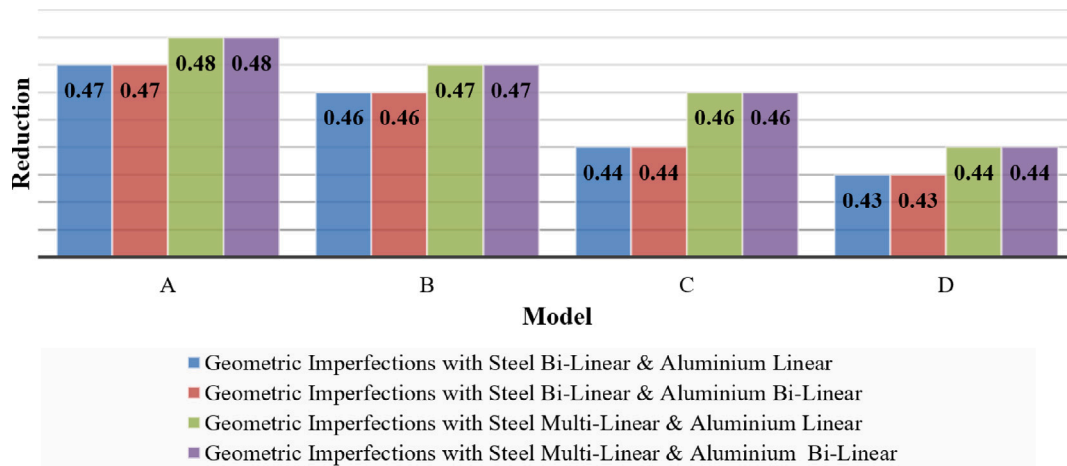 Reduction
0.47 0.47 0.48 0.48 0.46 0.46 0.47 0.47 0.44 0.44 0.46 0.46 0.43 0.43 0.44 0.44
A B C D
Model
Geometric Imperfections with Steel Bi-Linear & Aluminium Linear
Geometric Imperfections with Steel Bi-Linear & Aluminium Bi-Linear
Geometric Imperfections with Steel Multi-Linear & Aluminium Linear
Geometric Imperfections with Steel Multi-Linear & Aluminium Bi-Linear